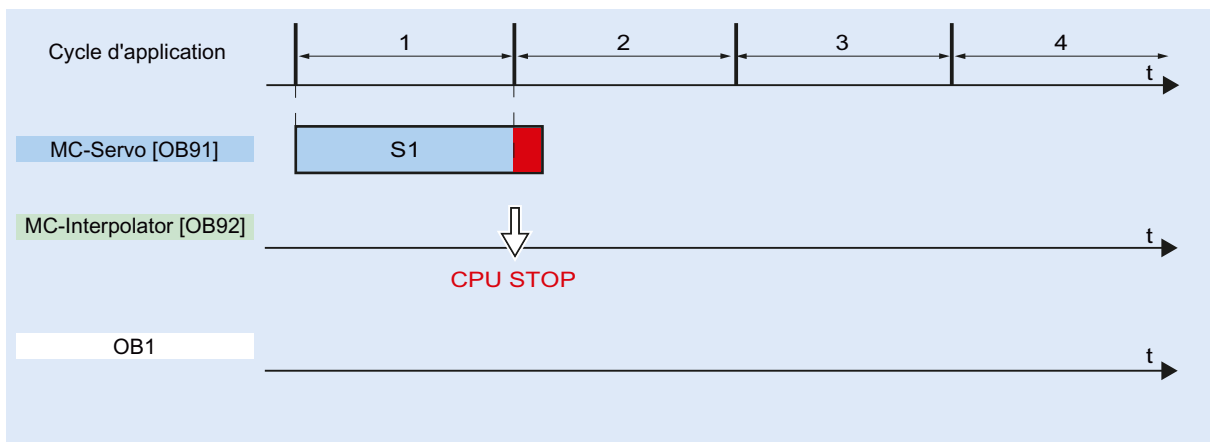 Cycle d'application
1 2 3 4
t
MC-Servo [OB91]
S1
MC-Interpolator [OB92]
t
CPU STOP
OB1
t